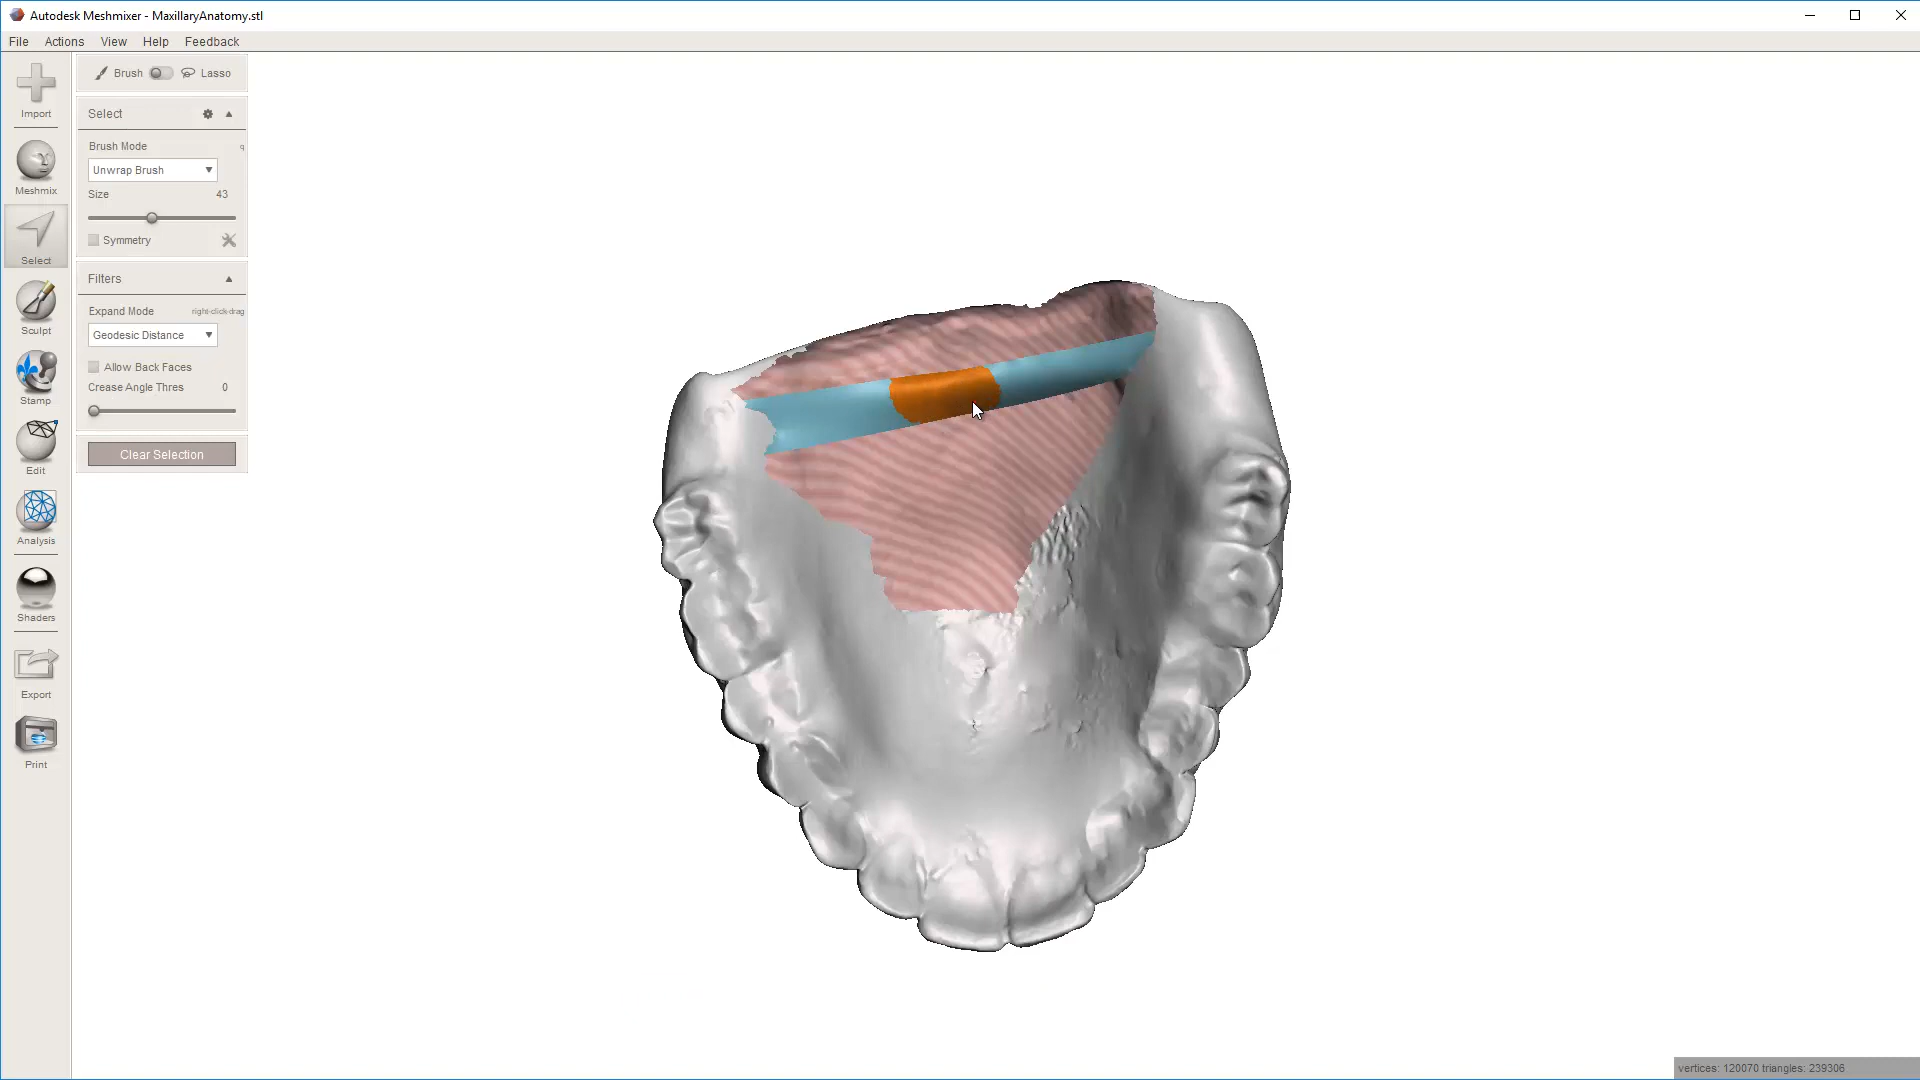 Autodesk Meshmixer - MaxillaryAnatomy.stl
File Actions View Help Feedback
Import
Meshmix
Select
Sculpt
Stamp
Edit
Analysis
Shaders
Export
Print
Brush Lasso
Select
Brush Mode q
Unwrap Brush
Size 43
Symmetry
Filters
Expand Mode right-click-drag
Geodesic Distance
Allow Back Faces
Crease Angle Thres 0
Clear Selection
vertices: 120070 triangles: 239306